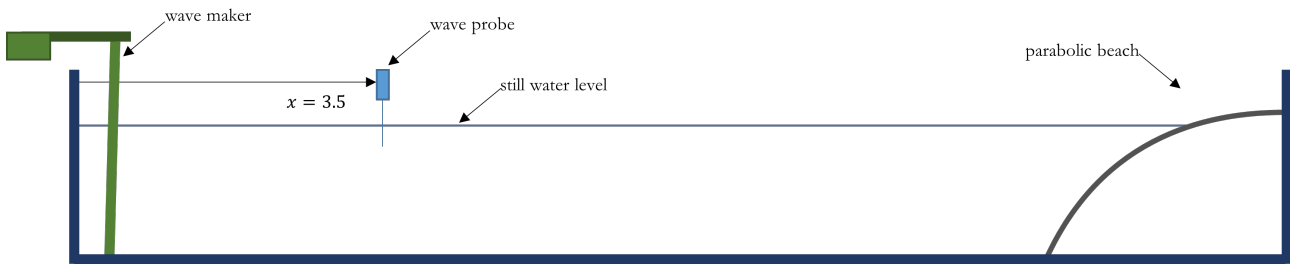 wave maker
wave probe
parabolic beach
still water level
x = 3.5